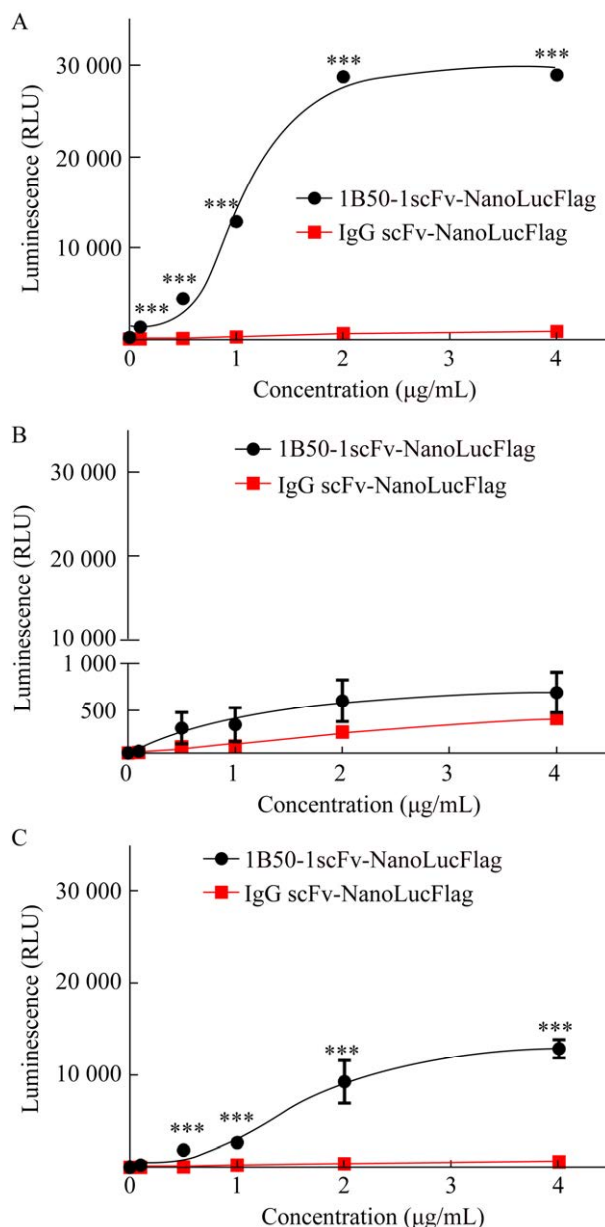 A
30 000
20 000
10 000
Luminescence (RLU)
***
***
***
***
***
1B50-1scFv-NanoLucFlag
IgG scFv-NanoLucFlag
0 1 2 3 4
Concentration (μg/mL)
B
1B50-1scFv-NanoLucFlag
IgG scFv-NanoLucFlag
30 000
20 000
10 000
1 000
500
Luminescence (RLU)
0 1 2 3 4
Concentration (μg/mL)
C
1B50-1scFv-NanoLucFlag
IgG scFv-NanoLucFlag
30 000
20 000
10 000
Luminescence (RLU)
***
***
***
***
0 1 2 3 4
Concentration (μg/mL)